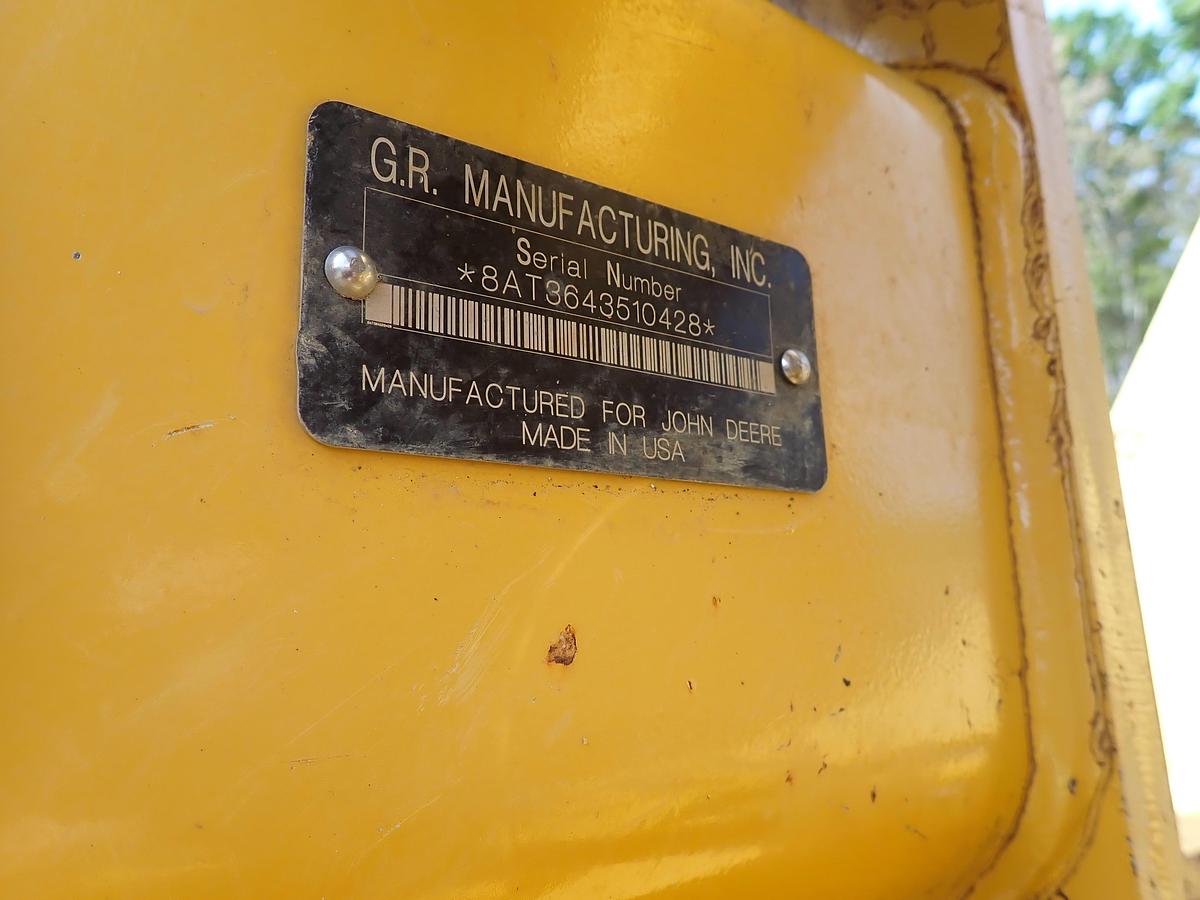 G.R. MANUFACTURING, INC.
Serial Number
*8AT3643510428*
MANUFACTURED FOR JOHN DEERE
MADE IN USA